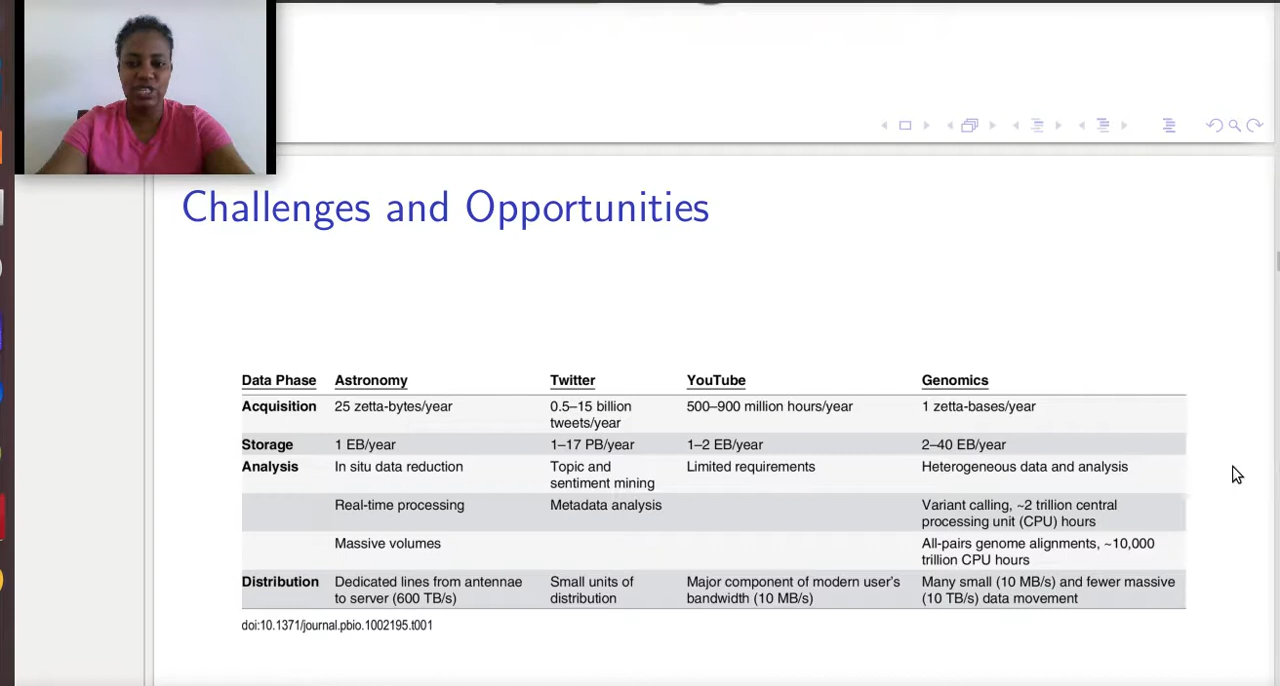 Challenges and Opportunities
Data Phase Astronomy Twitter YouTube Genomics
Acquisition 25 zetta-bytes/year 0.5–15 billion 500–900 million hours/year 1 zetta-bases/year
tweets/year
Storage 1 EB/year 1–17 PB/year 1–2 EB/year 2–40 EB/year
Analysis In situ data reduction Topic and Limited requirements Heterogeneous data and analysis
sentiment mining
Real-time processing Metadata analysis Variant calling, ~2 trillion central
processing unit (CPU) hours
Massive volumes All-pairs genome alignments, ~10,000
trillion CPU hours
Distribution Dedicated lines from antennae Small units of Major component of modern user's Many small (10 MB/s) and fewer massive
to server (600 TB/s) distribution bandwidth (10 MB/s) (10 TB/s) data movement
doi:10.1371/journal.pbio.1002195.t001